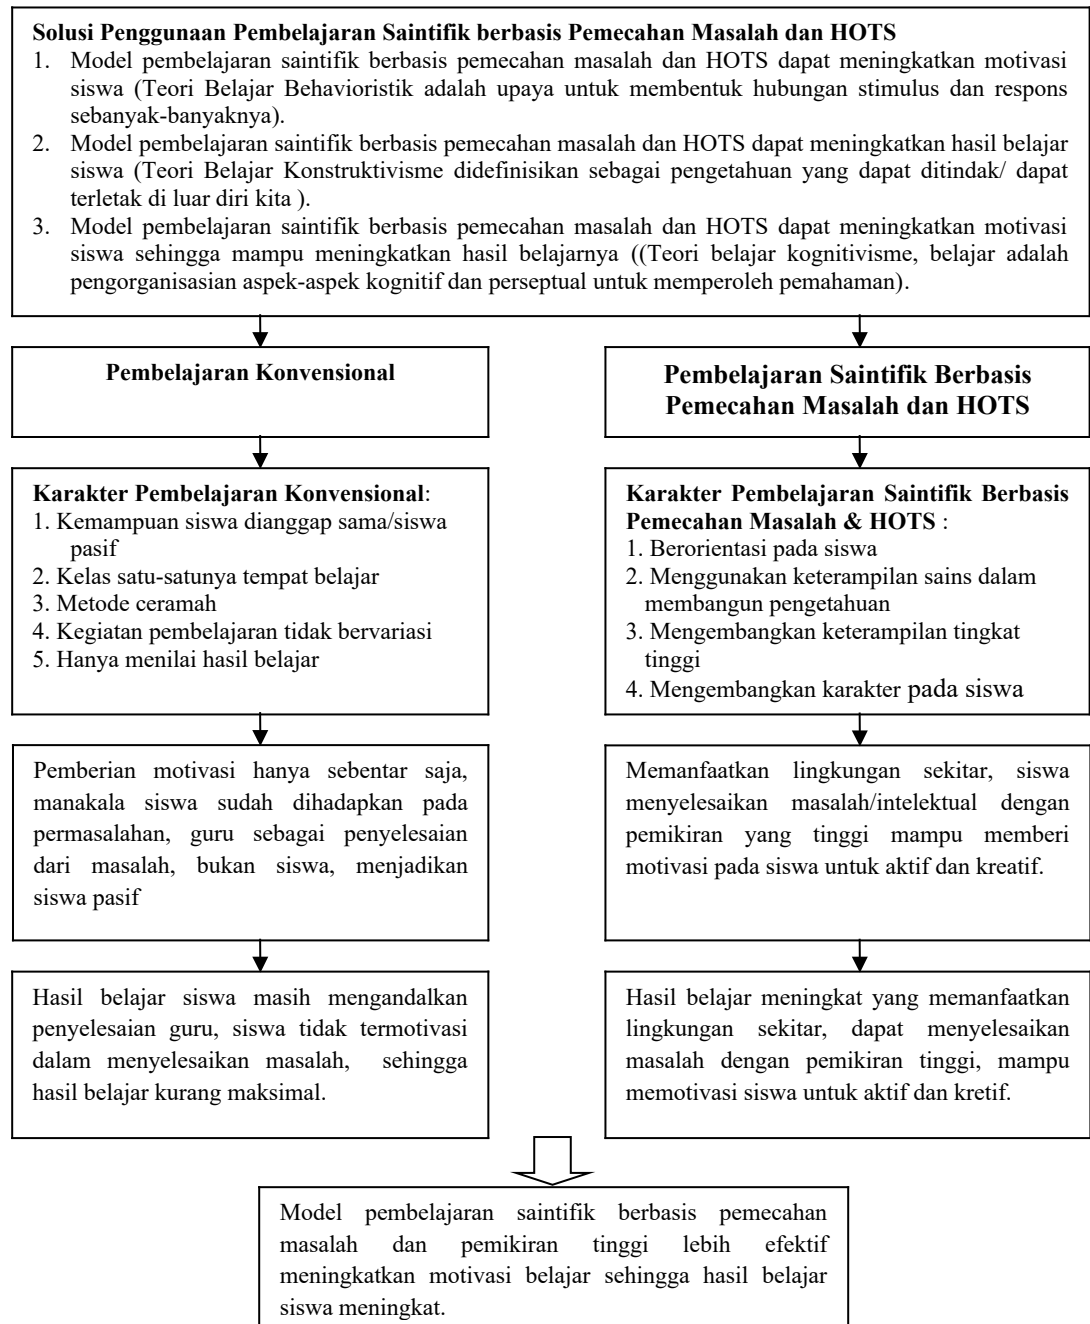 Solusi Penggunaan Pembelajaran Saintifik berbasis Pemecahan Masalah dan HOTS
1. Model pembelajaran saintifik berbasis pemecahan masalah dan HOTS dapat meningkatkan motivasi
siswa (Teori Belajar Behavioristik adalah upaya untuk membentuk hubungan stimulus dan respons
sebanyak-banyaknya).
2. Model pembelajaran saintifik berbasis pemecahan masalah dan HOTS dapat meningkatkan hasil belajar
siswa (Teori Belajar Konstruktivisme didefinisikan sebagai pengetahuan yang dapat ditindak/ dapat
terletak di luar diri kita ).
3. Model pembelajaran saintifik berbasis pemecahan masalah dan HOTS dapat meningkatkan motivasi
siswa sehingga mampu meningkatkan hasil belajarnya ((Teori belajar kognitivisme, belajar adalah
pengorganisasian aspek-aspek kognitif dan perseptual untuk memperoleh pemahaman).
Pembelajaran Konvensional
Pembelajaran Saintifik Berbasis
Pemecahan Masalah dan HOTS
Karakter Pembelajaran Konvensional:
1. Kemampuan siswa dianggap sama/siswa
pasif
2. Kelas satu-satunya tempat belajar
3. Metode ceramah
4. Kegiatan pembelajaran tidak bervariasi
5. Hanya menilai hasil belajar
Karakter Pembelajaran Saintifik Berbasis
Pemecahan Masalah & HOTS :
1. Berorientasi pada siswa
2. Menggunakan keterampilan sains dalam
membangun pengetahuan
3. Mengembangkan keterampilan tingkat
tinggi
4. Mengembangkan karakter pada siswa
Pemberian motivasi hanya sebentar saja,
manakala siswa sudah dihadapkan pada
permasalahan, guru sebagai penyelesaian
dari masalah, bukan siswa, menjadikan
siswa pasif
Memanfaatkan lingkungan sekitar, siswa
menyelesaikan masalah/intelektual dengan
pemikiran yang tinggi mampu memberi
motivasi pada siswa untuk aktif dan kreatif.
Hasil belajar siswa masih mengandalkan
penyelesaian guru, siswa tidak termotivasi
dalam menyelesaikan masalah, sehingga
hasil belajar kurang maksimal.
Hasil belajar meningkat yang memanfaatkan
lingkungan sekitar, dapat menyelesaikan
masalah dengan pemikiran tinggi, mampu
memotivasi siswa untuk aktif dan kretif.
Model pembelajaran saintifik berbasis pemecahan
masalah dan pemikiran tinggi lebih efektif
meningkatkan motivasi belajar sehingga hasil belajar
siswa meningkat.